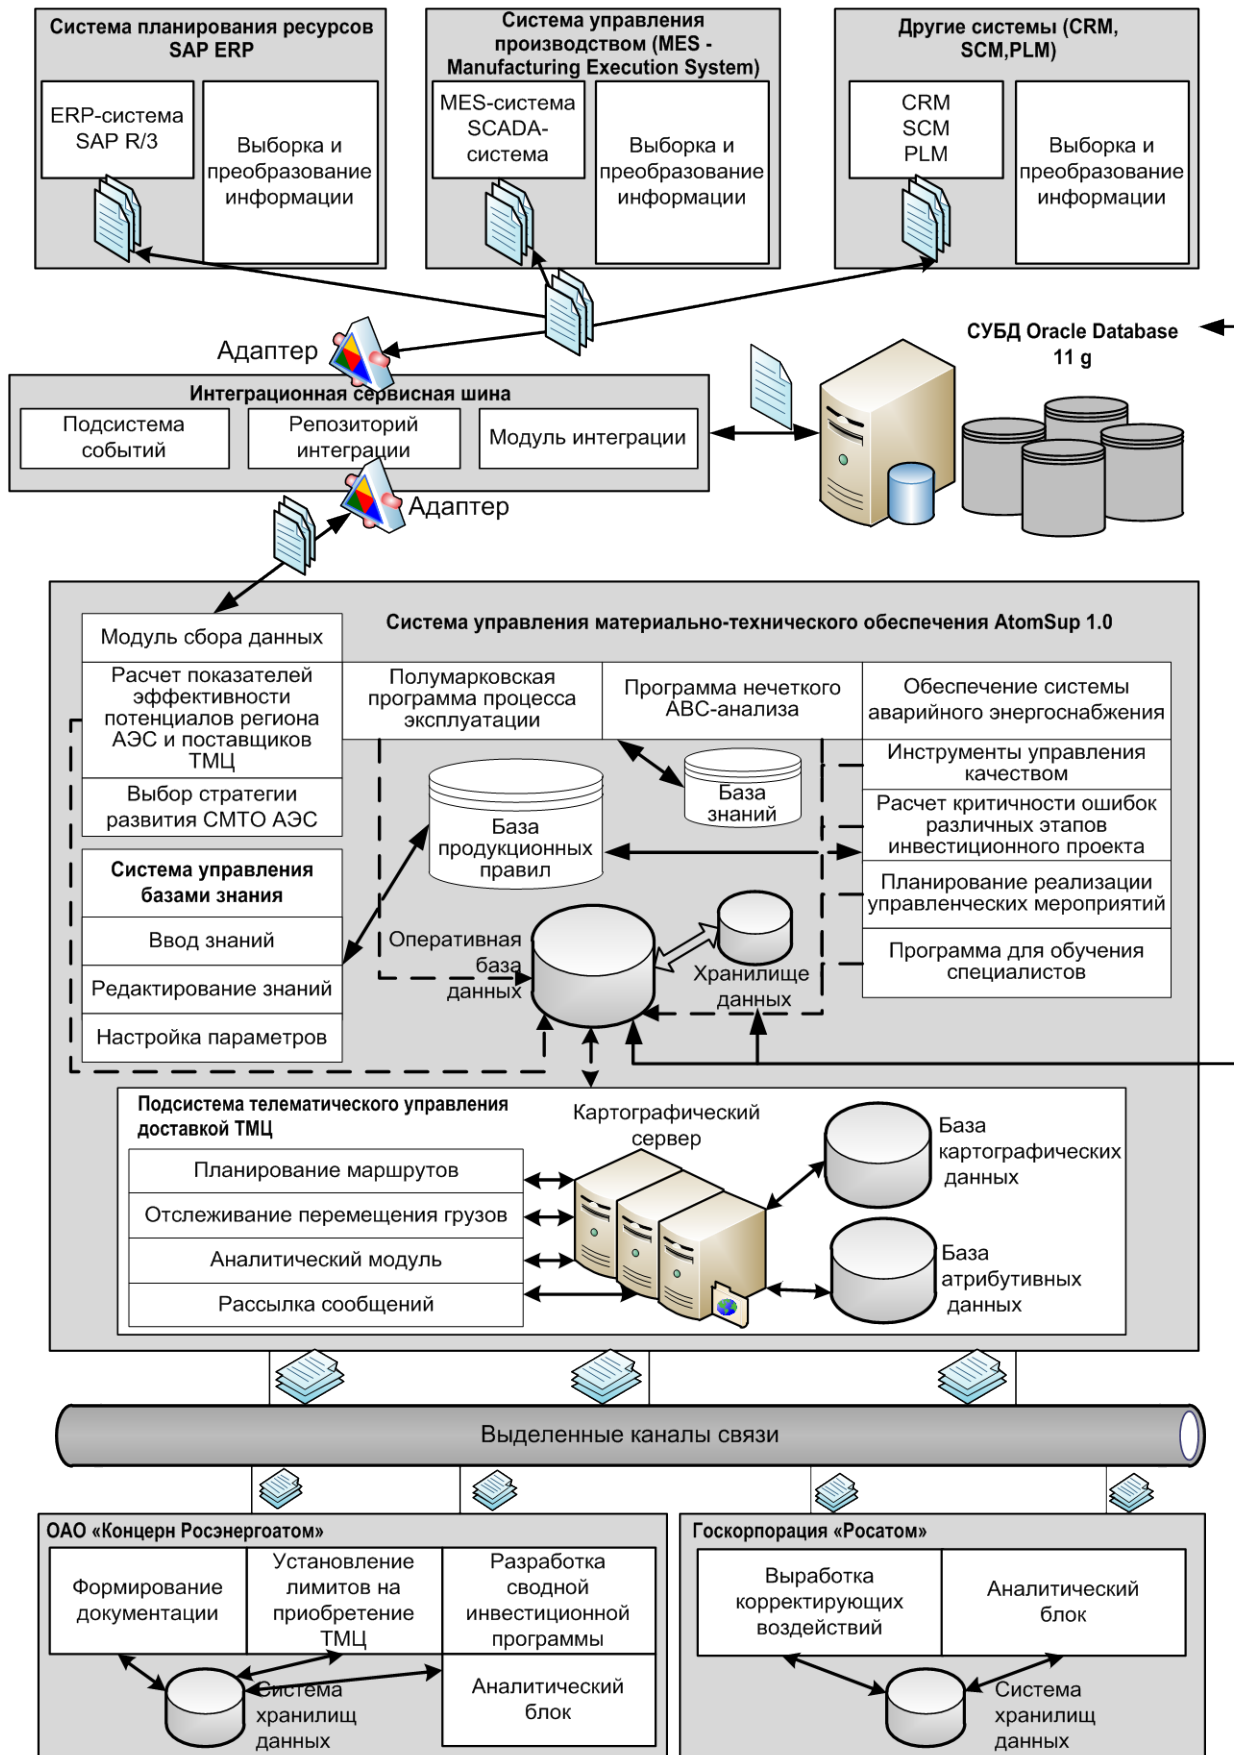 Система планирования ресурсов
SAP ERP
ERP-система
SAP R/3
Выборка и
преобразование
информации
Система управления
производством (MES -
Manufacturing Execution System)
MES-система
SCADA-
система
Выборка и
преобразование
информации
Другие системы (CRM,
SCM,PLM)
CRM
SCM
PLM
Выборка и
преобразование
информации
Адаптер
СУБД Oracle Database
11 g
Интеграционная сервисная шина
Подсистема
событий
Репозиторий
интеграции
Модуль интеграции
Адаптер
Система управления материально-технического обеспечения AtomSup 1.0
Модуль сбора данных
Расчет показателей
эффективности
потенциалов региона
АЭС и поставщиков
ТМЦ
Выбор стратегии
развития СМТО АЭС
Полумарковская
программа процесса
эксплуатации
Программа нечеткого
АВС-анализа
Обеспечение системы
аварийного энергоснабжения
Инструменты управления
качеством
Расчет критичности ошибок
различных этапов
инвестиционного проекта
Планирование реализации
управленческих мероприятий
Программа для обучения
специалистов
База
знаний
База
продукционных
правил
Система управления
базами знания
Ввод знаний
Редактирование знаний
Настройка параметров
Оперативная
база
данных
Хранилище
данных
Подсистема телематического управления
доставкой ТМЦ
Планирование маршрутов
Отслеживание перемещения грузов
Аналитический модуль
Рассылка сообщений
Картографический
сервер
База
картографических
данных
База
атрибутивных
данных
Выделенные каналы связи
ОАО «Концерн Росэнергоатом»
Формирование
документации
Установление
лимитов на
приобретение
ТМЦ
Разработка
сводной
инвестиционной
программы
Аналитический
блок
Система
хранилищ
данных
Госкорпорация «Росатом»
Выработка
корректирующих
воздействий
Аналитический
блок
Система
хранилищ
данных